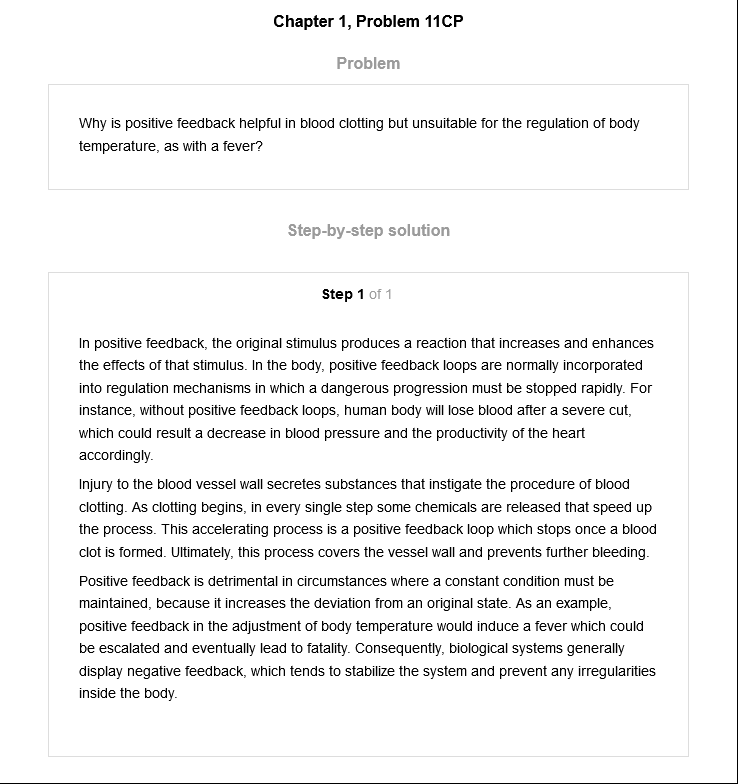 Chapter 1, Problem 11CP
Problem
Why is positive feedback helpful in blood clotting but unsuitable for the regulation of body
temperature, as with a fever?
Step-by-step solution
Step 1 of 1
In positive feedback, the original stimulus produces a reaction that increases and enhances
the effects of that stimulus. In the body, positive feedback loops are normally incorporated
into regulation mechanisms in which a dangerous progression must be stopped rapidly. For
instance, without positive feedback loops, human body will lose blood after a severe cut,
which could result a decrease in blood pressure and the productivity of the heart
accordingly.
Injury to the blood vessel wall secretes substances that instigate the procedure of blood
clotting. As clotting begins, in every single step some chemicals are released that speed up
the process. This accelerating process is a positive feedback loop which stops once a blood
clot is formed. Ultimately, this process covers the vessel wall and prevents further bleeding.
Positive feedback is detrimental in circumstances where a constant condition must be
maintained, because it increases the deviation from an original state. As an example,
positive feedback in the adjustment of body temperature would induce a fever which could
be escalated and eventually lead to fatality. Consequently, biological systems generally
display negative feedback, which tends to stabilize the system and prevent any irregularities
inside the body.